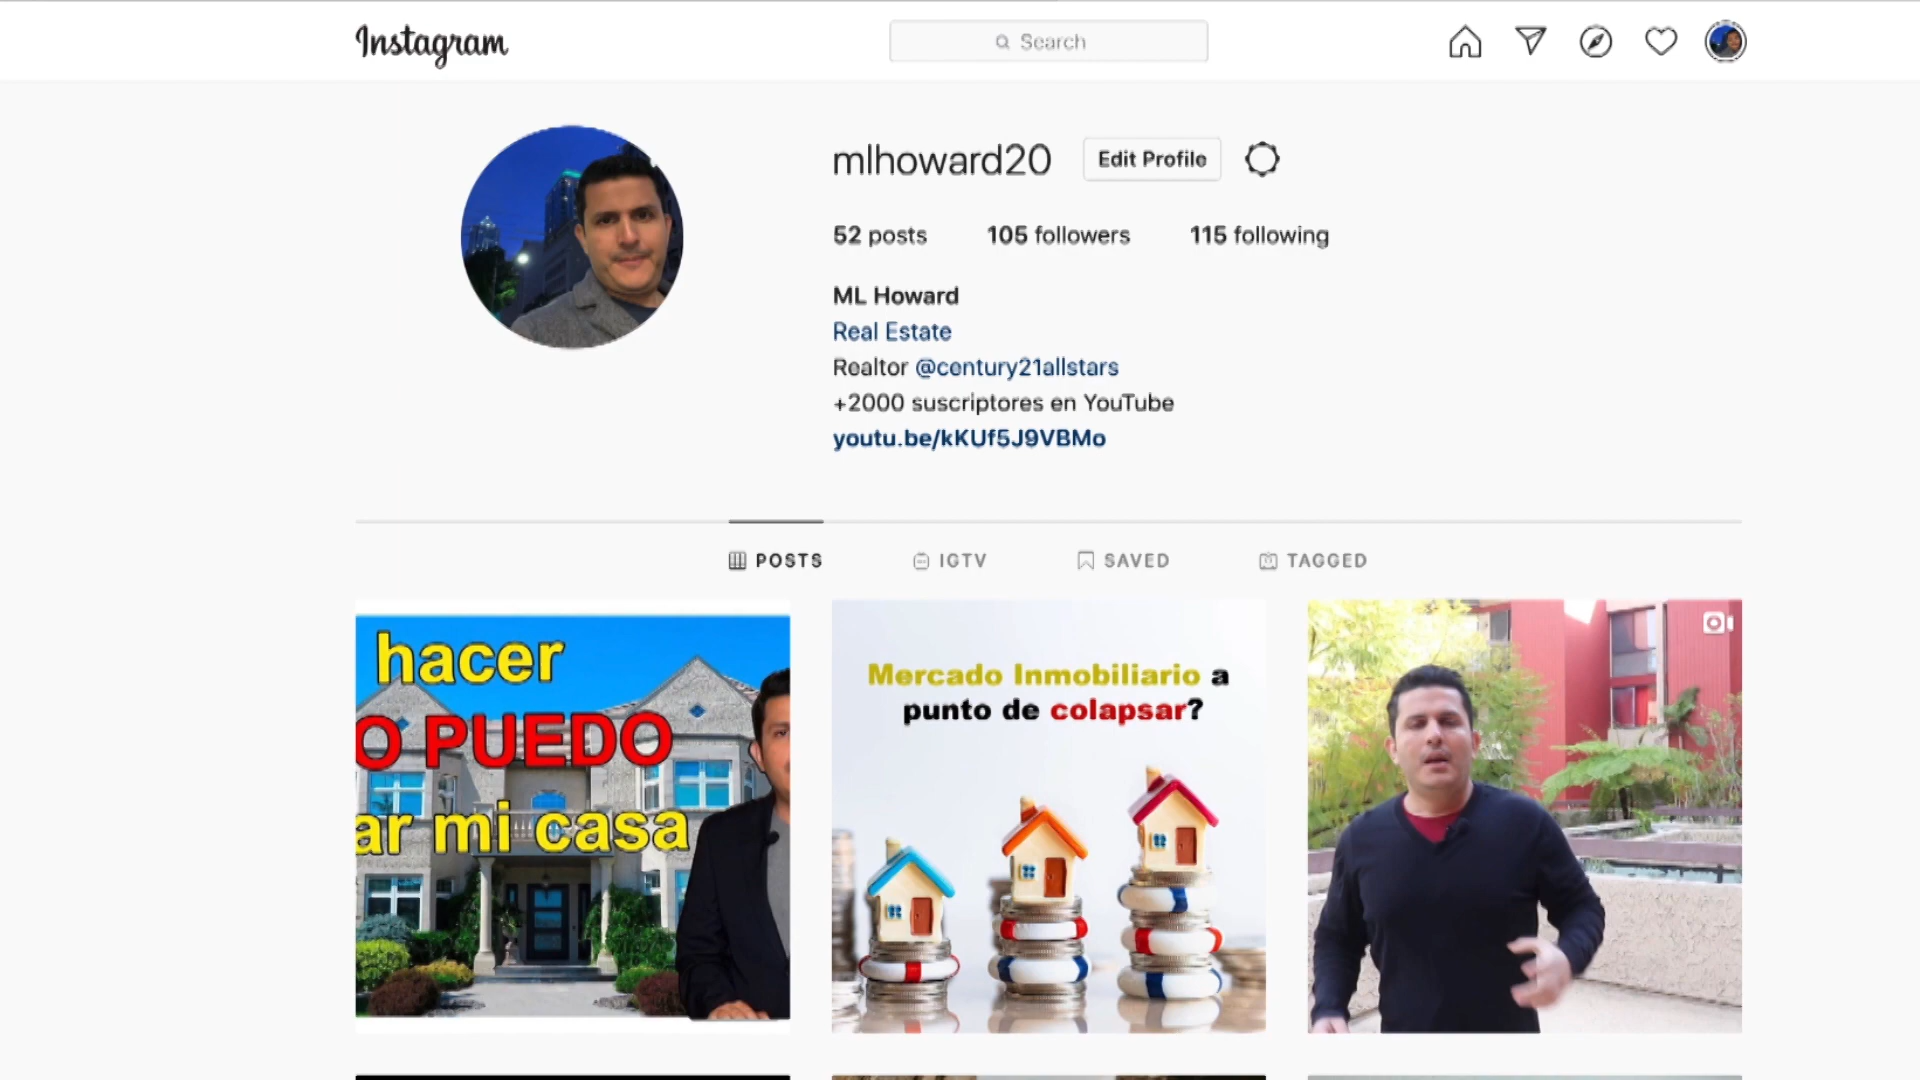 Instagram
Search
mlhoward20 Edit Profile
52 posts 105 followers 115 following
ML Howard
Real Estate
Realtor @century21allstars
+2000 suscriptores en YouTube
youtu.be/kKUf5J9VBMo
POSTS IGTV SAVED TAGGED
hacer
O PUEDO
ar mi casa
Mercado Inmobiliario a
punto de colapsar?